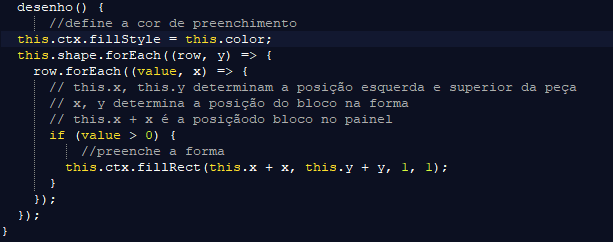 desenho() {
//define a cor de preenchimento
this.ctx.fillStyle = this.color;
this.shape.forEach((row, y) => {
row.forEach((value, x) => {
// this.x, this.y determinam a posição esquerda e superior da peça
// x, y determina a posição do bloco na forma
// this.x + x é a posiçãodo bloco no painel
if (value > 0) {
//preenche a forma
this.ctx.fillRect(this.x + x, this.y + y, 1, 1);
}
});
});
}